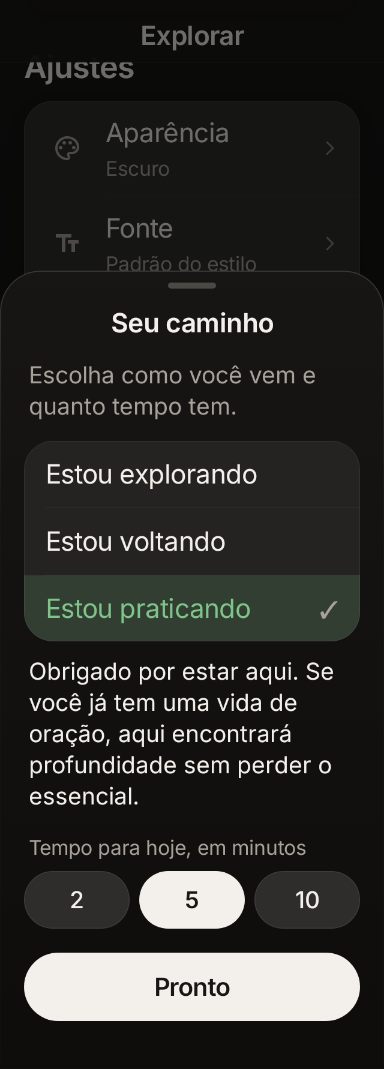 Explorar
Ajustes
Aparência
Escuro
Fonte
Padrão do estilo
Seu caminho
Escolha como você vem e
quanto tempo tem.
Estou explorando
Estou voltando
Estou praticando ✓
Obrigado por estar aqui. Se
você já tem uma vida de
oração, aqui encontrará
profundidade sem perder o
essencial.
Tempo para hoje, em minutos
2 5 10
Pronto